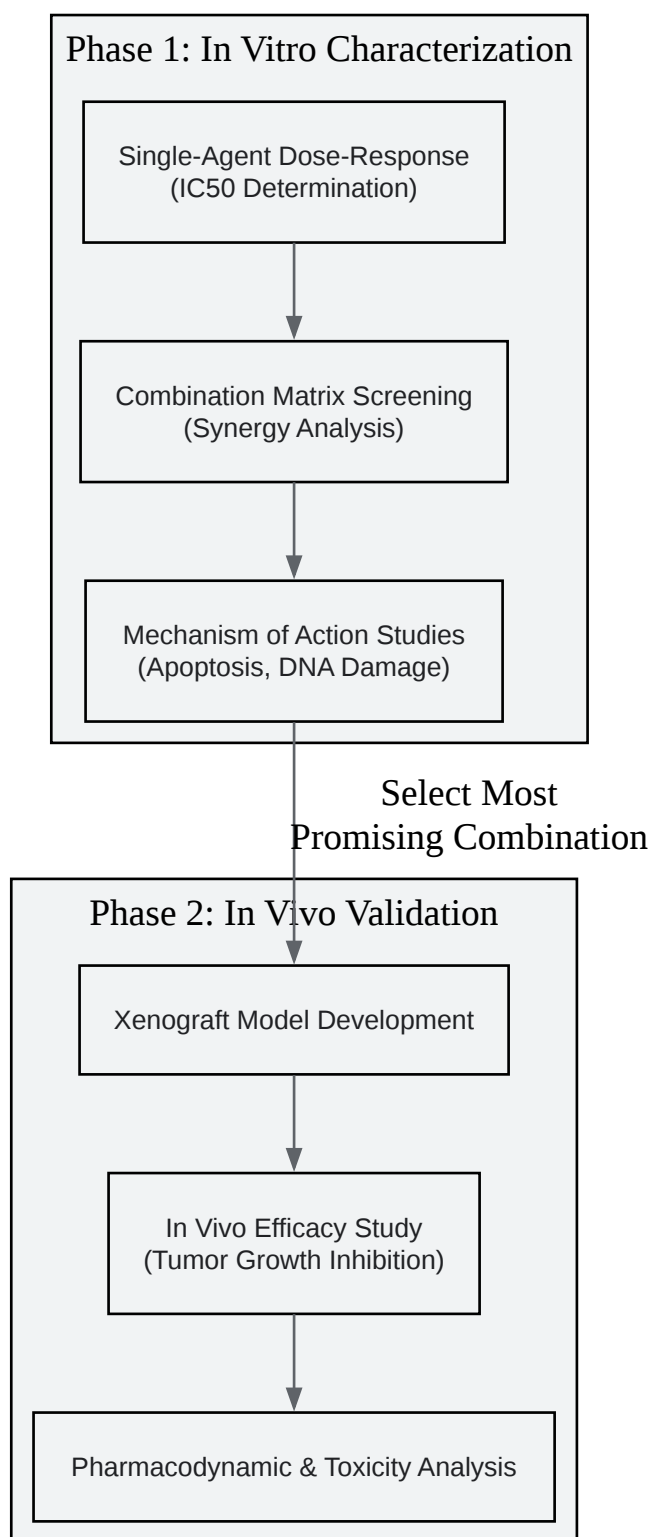 Phase 1: In Vitro Characterization
Single-Agent Dose-Response
(IC50 Determination)
Combination Matrix Screening
(Synergy Analysis)
Mechanism of Action Studies
(Apoptosis, DNA Damage)
Select Most
Promising Combination
Phase 2: In Vivo Validation
Xenograft Model Development
In Vivo Efficacy Study
(Tumor Growth Inhibition)
Pharmacodynamic & Toxicity Analysis